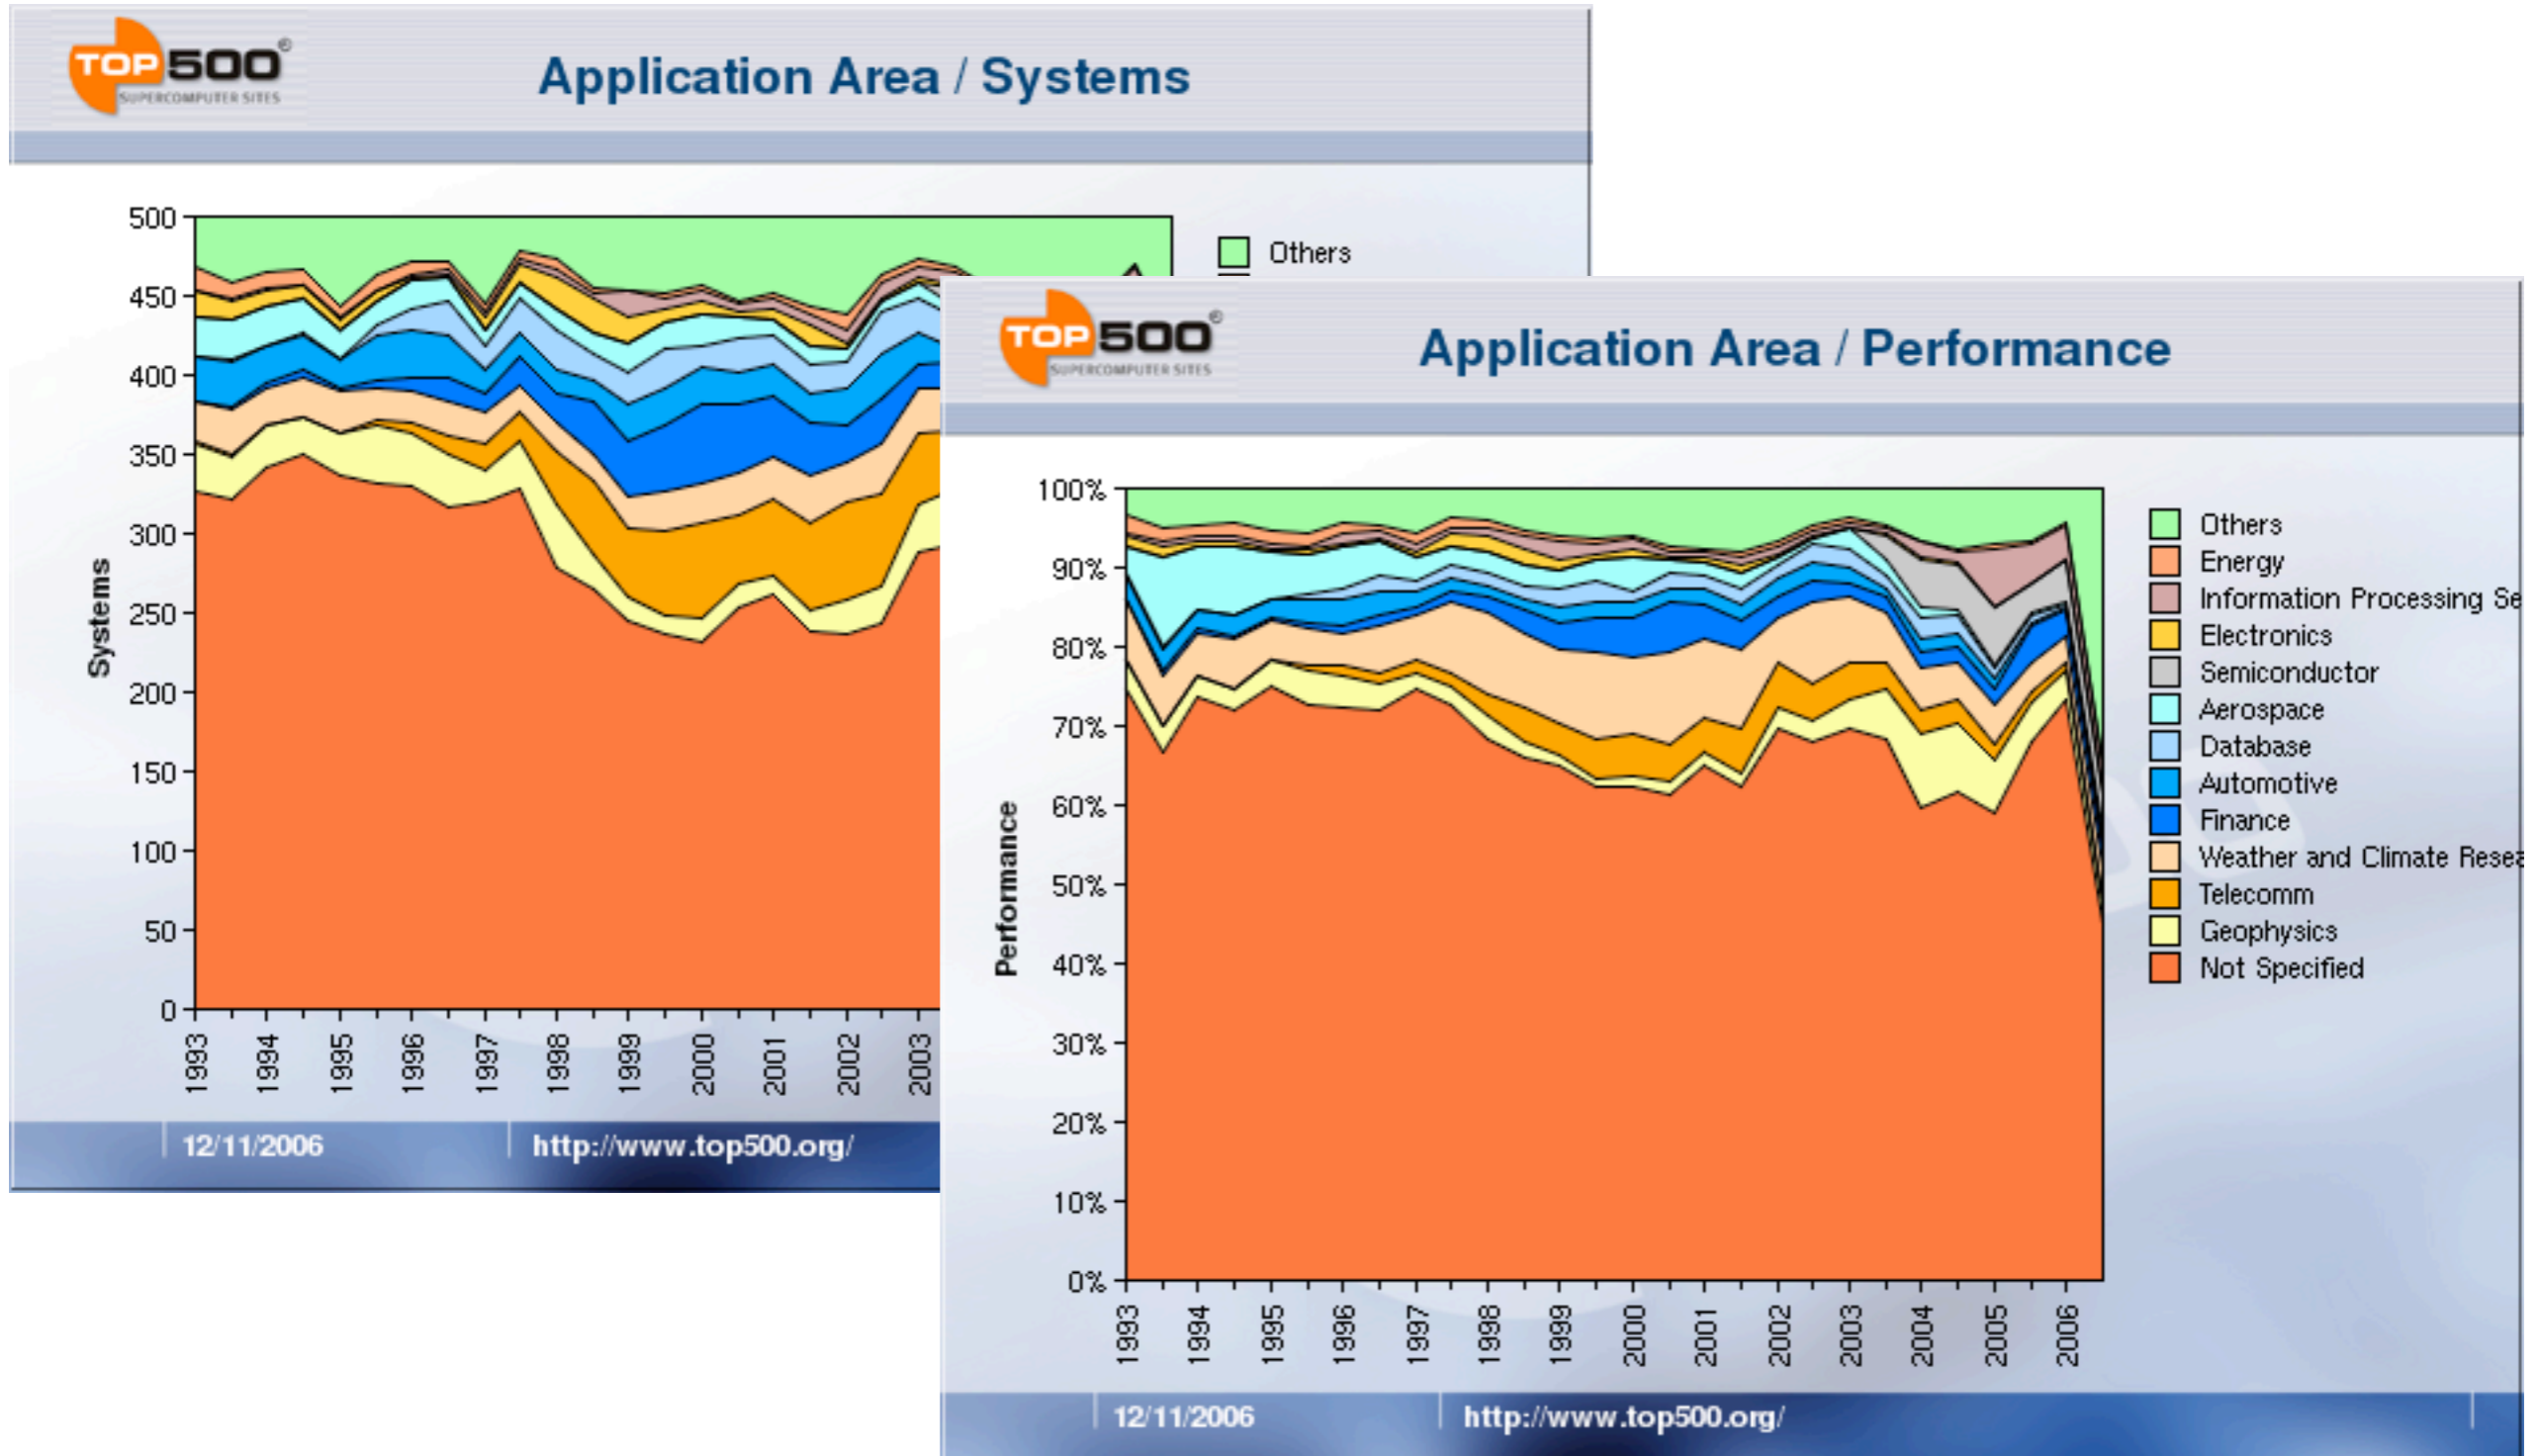 TOP500
SUPERCOMPUTER SITES
Application Area / Systems
500
450
400
350
300
250
200
150
100
50
0
Systems
1993
1994
1995
1996
1997
1998
1999
2000
2001
2002
2003
Others
12/11/2006
http://www.top500.org/
TOP500
SUPERCOMPUTER SITES
Application Area / Performance
100%
90%
80%
70%
60%
50%
40%
30%
20%
10%
0%
Performance
1993
1994
1995
1996
1997
1998
1999
2000
2001
2002
2003
2004
2005
2006
Others
Energy
Information Processing Se
Electronics
Semiconductor
Aerospace
Database
Automotive
Finance
Weather and Climate Resea
Telecomm
Geophysics
Not Specified
12/11/2006
http://www.top500.org/